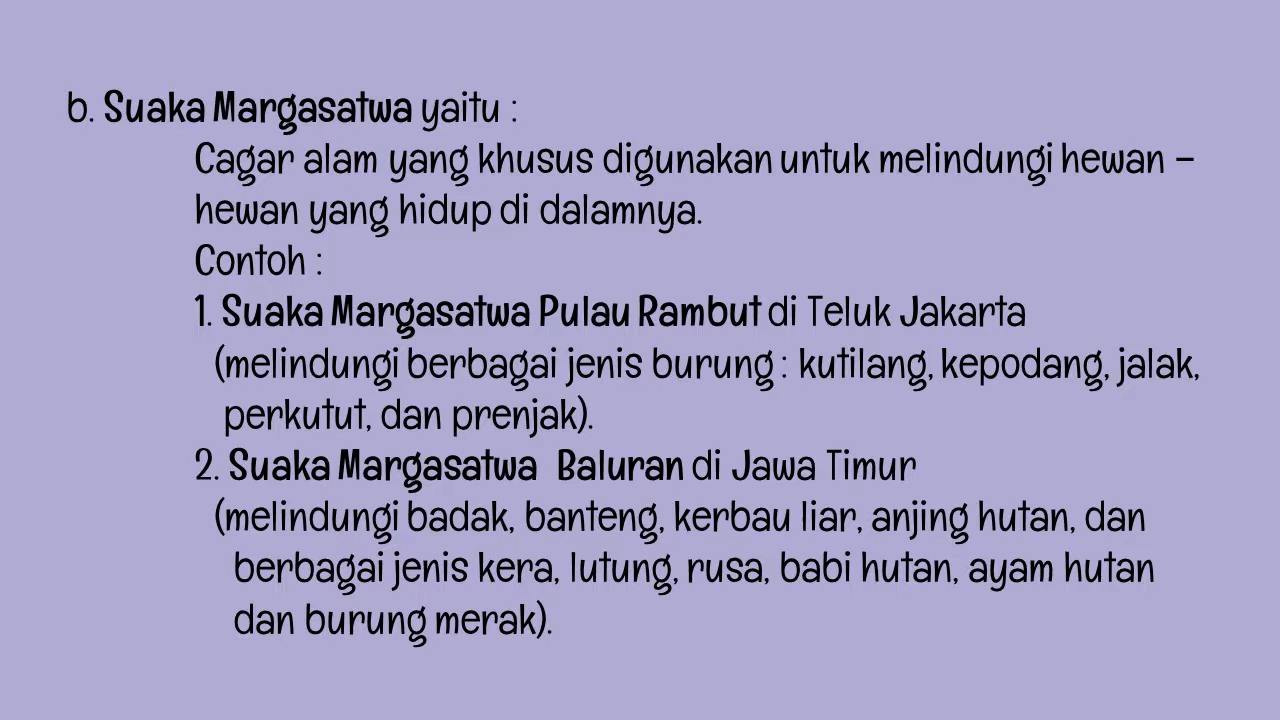 b. Suaka Margasatwa yaitu :
Cagar alam yang khusus digunakan untuk melindungi hewan –
hewan yang hidup di dalamnya.
Contoh :
1. Suaka Margasatwa Pulau Rambut di Teluk Jakarta
(melindungi berbagai jenis burung : kutilang, kepodang, jalak,
perkutut, dan prenjak).
2. Suaka Margasatwa Baluran di Jawa Timur
(melindungi badak, banteng, kerbau liar, anjing hutan, dan
berbagai jenis kera, lutung, rusa, babi hutan, ayam hutan
dan burung merak).